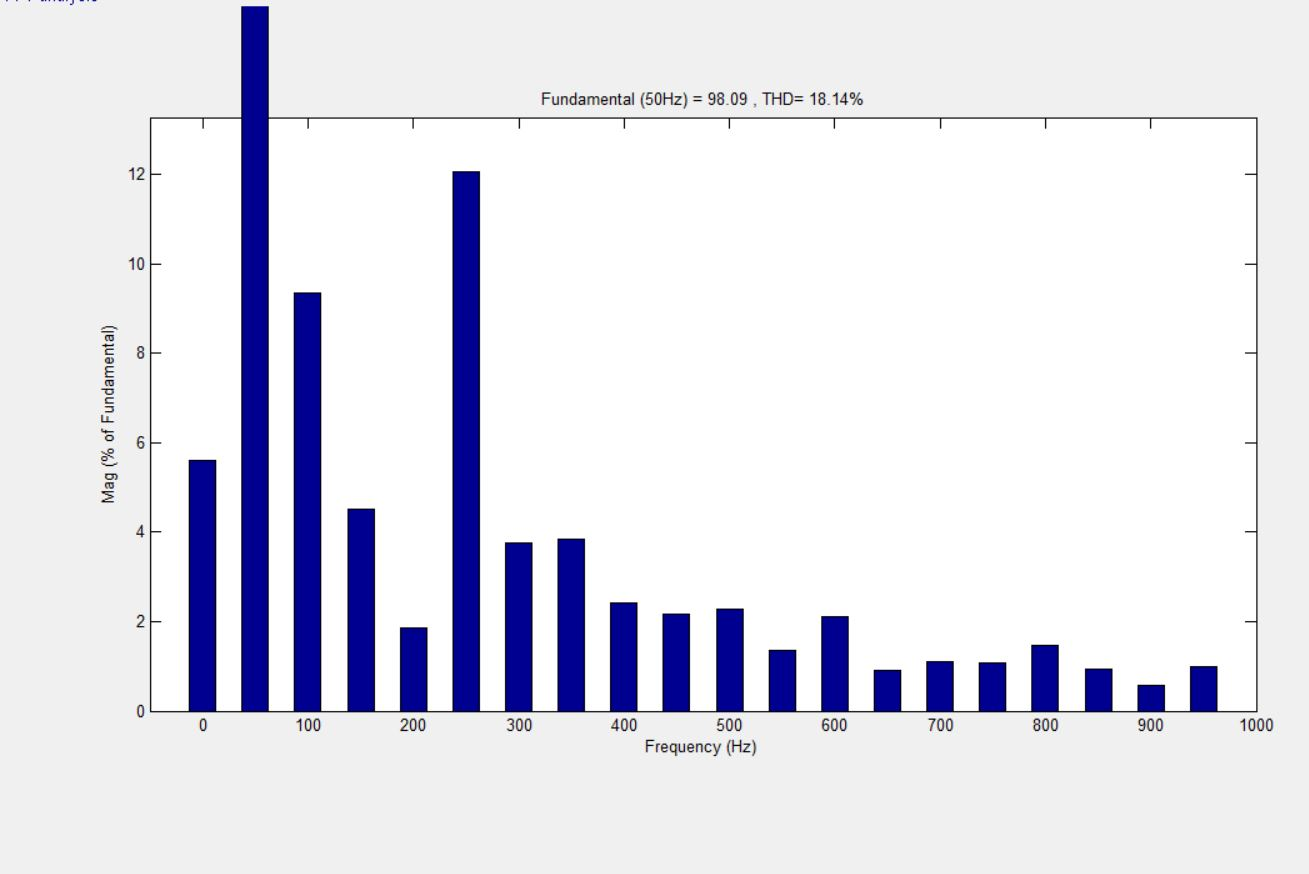 analysis
Fundamental (50Hz) = 98.09 , THD= 18.14%
12
10
8
6
4
2
0
Mag (% of Fundamental)
0 100 200 300 400 500 600 700 800 900 1000
Frequency (Hz)